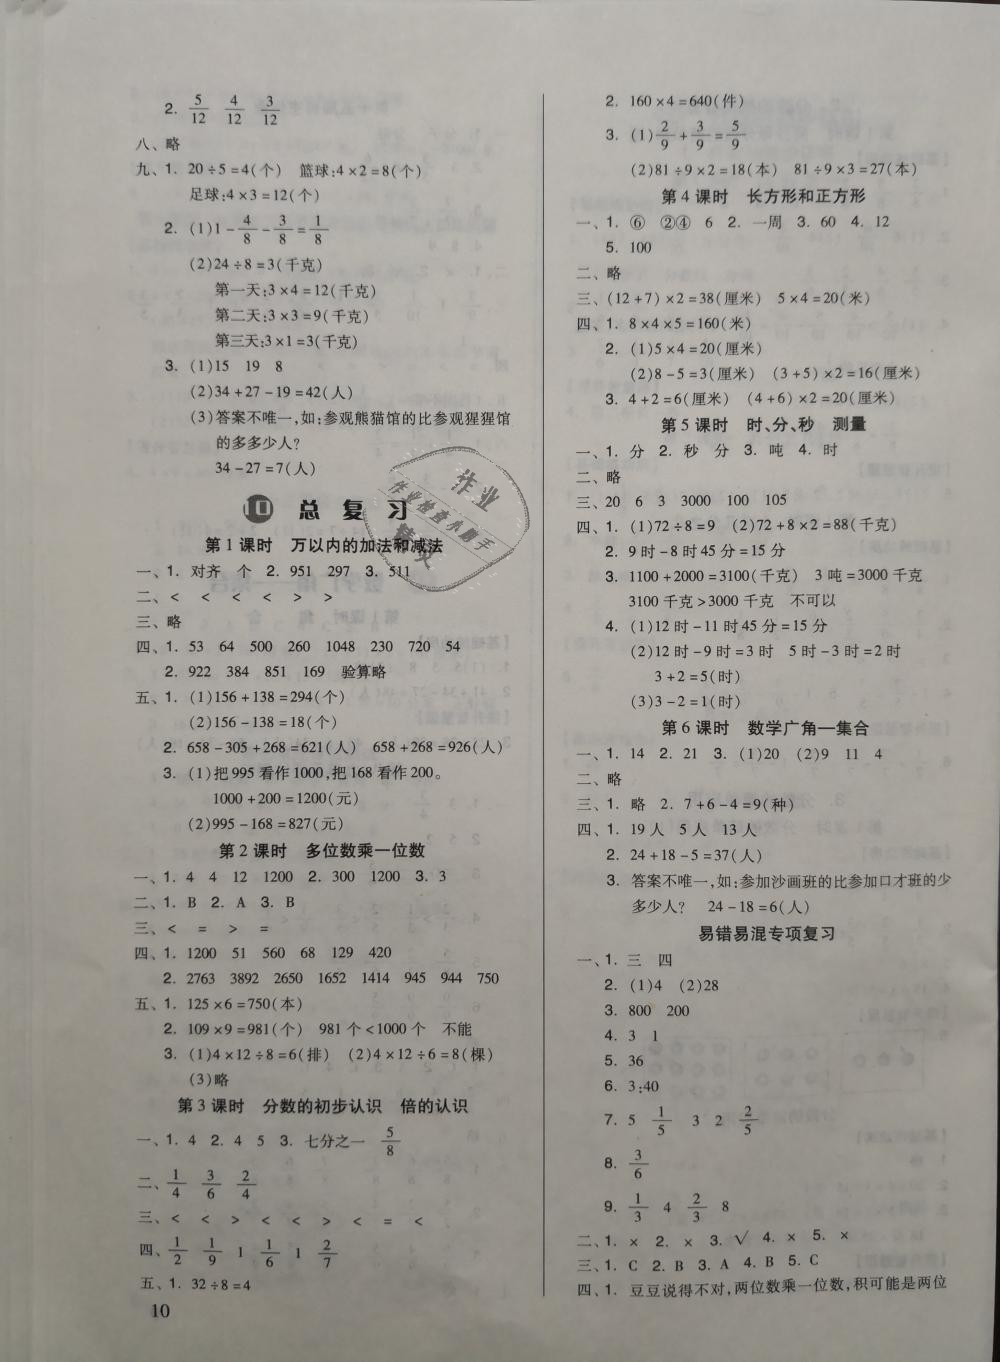 2. 5/12 4/12 3/12
八、略
九、1. 20÷5=4(个) 篮球:4×2=8(个)
足球:4×3=12(个)
2. (1)1-4/8-3/8=1/8
(2)24÷8=3(千克)
第一天:3×4=12(千克)
第二天:3×3=9(千克)
第三天:3×1=3(千克)
3. (1)15 19 8
(2)34+27-19=42(人)
(3)答案不唯一,如:参观熊猫馆的比参观猩猩馆
的多多少人?
34-27=7(人)
10 总复习
第1课时 万以内的加法和减法
一、1. 对齐 个 2. 951 297 3. 511
二、< < < < > >
三、略
四、1. 53 64 500 260 1048 230 720 54
2. 922 384 851 169 验算略
五、1. (1)156+138=294(个)
(2)156-138=18(个)
2. 658-305+268=621(人) 658+268=926(人)
3. (1)把995看作1000,把168看作200。
1000+200=1200(元)
(2)995-168=827(元)
第2课时 多位数乘一位数
一、1. 4 4 12 1200 2. 300 1200 3. 3
二、1. B 2. A 3. B
三、< = > =
四、1. 1200 51 560 68 129 420
2. 2763 3892 2650 1652 1414 945 944 750
五、1. 125×6=750(本)
2. 109×9=981(个) 981个<1000个 不能
3. (1)4×12÷8=6(排) (2)4×12÷6=8(棵)
(3)略
第3课时 分数的初步认识 倍的认识
一、1. 4 2. 4 5 3. 七分之一 5/8
二、1/4 3/6 2/4
三、< < > < < > < = <
四、1/2 1/9 1 1/6 1 2/7
五、1. 32÷8=4
10
2. 160×4=640(件)
3. (1)2/9+3/9=5/9
(2)81÷9×2=18(本) 81÷9×3=27(本)
第4课时 长方形和正方形
一、1. ⑥ ②④ 6 2. 一周 3. 60 4. 12
5. 100
二、略
三、(12+7)×2=38(厘米) 5×4=20(米)
四、1. 8×4×5=160(米)
2. (1)5×4=20(厘米)
(2)8-5=3(厘米) (3+5)×2=16(厘米)
3. 4+2=6(厘米) (4+6)×2=20(厘米)
第5课时 时、分、秒 测量
一、1. 分 2. 秒 分 3. 吨 4. 时
二、略
三、20 6 3 3000 100 105
四、1. (1)72÷8=9 (2)72+8×2=88(千克)
2. 9时-8时45分=15分
3. 1100+2000=3100(千克) 3吨=3000千克
3100千克>3000千克 不可以
4. (1)12时-11时45分=15分
(2)12时-9时=3时 5时-3时=2时
3+2=5(时)
(3)3-2=1(时)
第6课时 数学广角—集合
一、1. 14 2. 21 3. (1)20 (2)9 11 4
二、略
三、1. 略 2. 7+6-4=9(种)
四、1. 19人 5人 13人
2. 24+18-5=37(人)
3. 答案不唯一,如:参加沙画班的比参加口才班的少
多少人? 24-18=6(人)
易错易混专项复习
一、1. 三 四
2. (1)4 (2)28
3. 800 200
4. 3 1
5. 36
6. 3:40
7. 5 1/5 3 2 2/5
8. 3/6
9. 1/3 4 2/3 8
二、1. × 2. × 3. √ 4. × 5. ×
三、1. C 2. B 3. A 4. B 5. C
四、1. 豆豆说得不对,两位数乘一位数,积可能是两位
作业
作业检查小助手
精灵